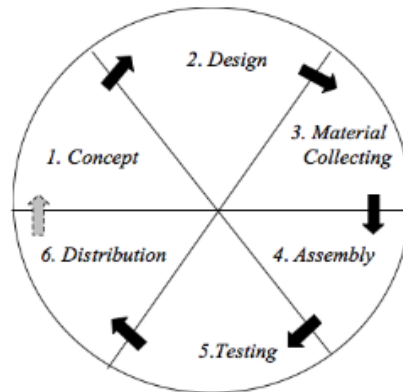 1. Concept
2. Design
3. Material
Collecting
4. Assembly
5.Testing
6. Distribution